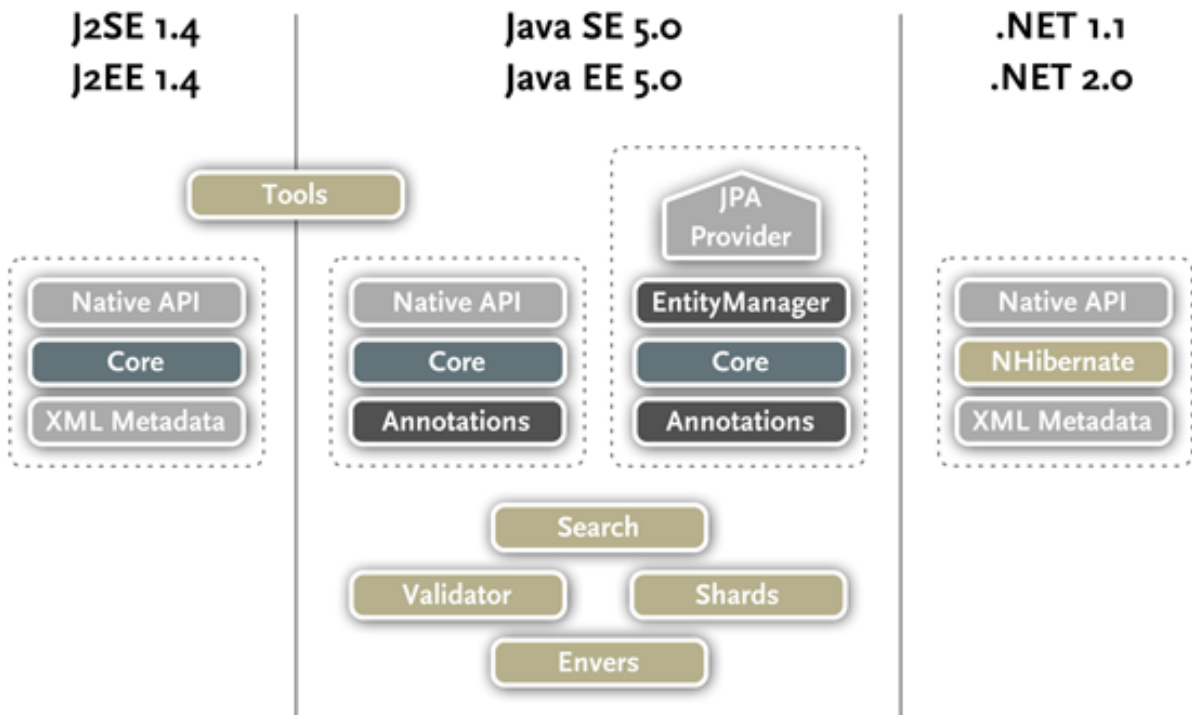 J2SE 1.4
J2EE 1.4
Java SE 5.0
Java EE 5.0
.NET 1.1
.NET 2.0
Tools
JPA
Provider
Native API
Core
XML Metadata
Native API
Core
Annotations
EntityManager
Core
Annotations
Native API
NHibernate
XML Metadata
Search
Validator
Shards
Envers